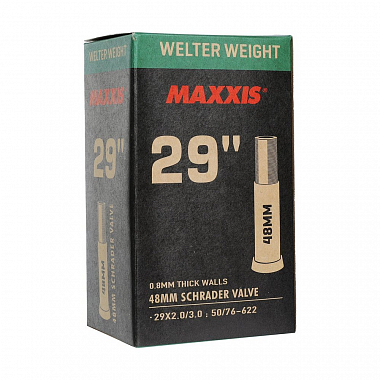 WELTER WEIGHT
MAXXIS®
29"
48MM
0.8MM THICK WALLS
48MM SCHRADER VALVE
·29X2.0/3.0 : 50/76-622
29"
48MM SCHRADER VALVE